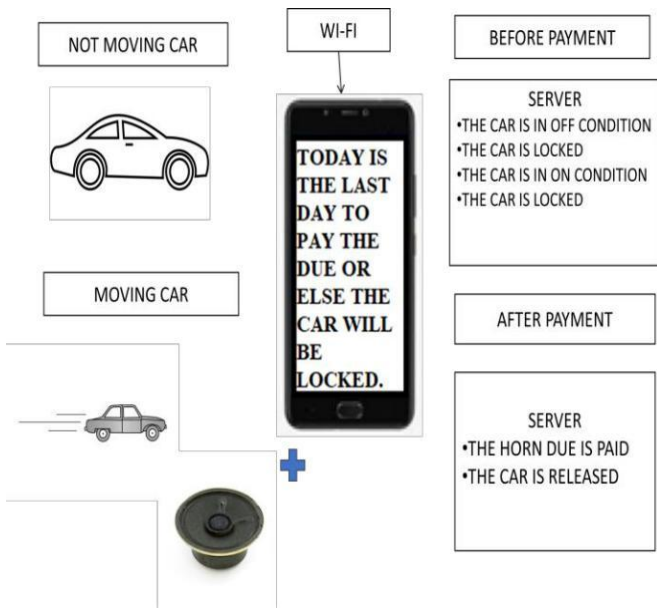 NOT MOVING CAR
WI-FI
BEFORE PAYMENT
TODAY IS
THE LAST
DAY TO
PAY THE
DUE OR
ELSE THE
CAR WILL
BE
LOCKED.
SERVER
•THE CAR IS IN OFF CONDITION
•THE CAR IS LOCKED
•THE CAR IS IN ON CONDITION
•THE CAR IS LOCKED
MOVING CAR
AFTER PAYMENT
SERVER
•THE HORN DUE IS PAID
•THE CAR IS RELEASED